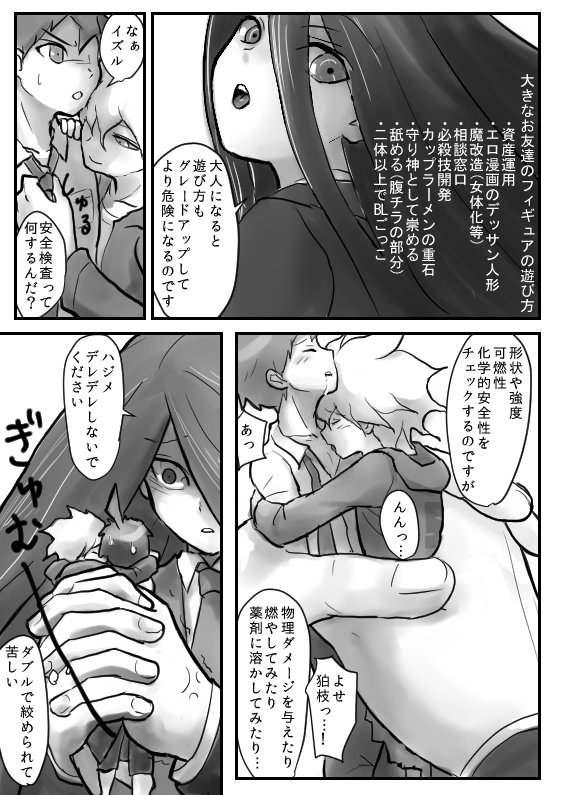 大きなお友達のフィギュアの遊び方
・資産運用
・エロ漫画のデッサン人形
・魔改造(女体化等)
・相談窓口
・必殺技開発
・カップラーメンの重石
・守り神として崇める
・舐める(腹チラの部分)
・二体以上でBLごっこ
大人になると
遊び方も
グレードアップして
より危険になるのです
なぁ
イズル
しゅる
安全検査って
何するんだ?
形状や強度
可燃性
化学的安全性を
チェックするのですが
あっ
んんっ…
よせ
狛枝っ…!
物理ダメージを与えたり
燃やしてみたり
薬剤に溶かしてみたり…
ハジメ
デレデレしないで
ください
ぎゅむー
ダブルで絞められて
苦しい